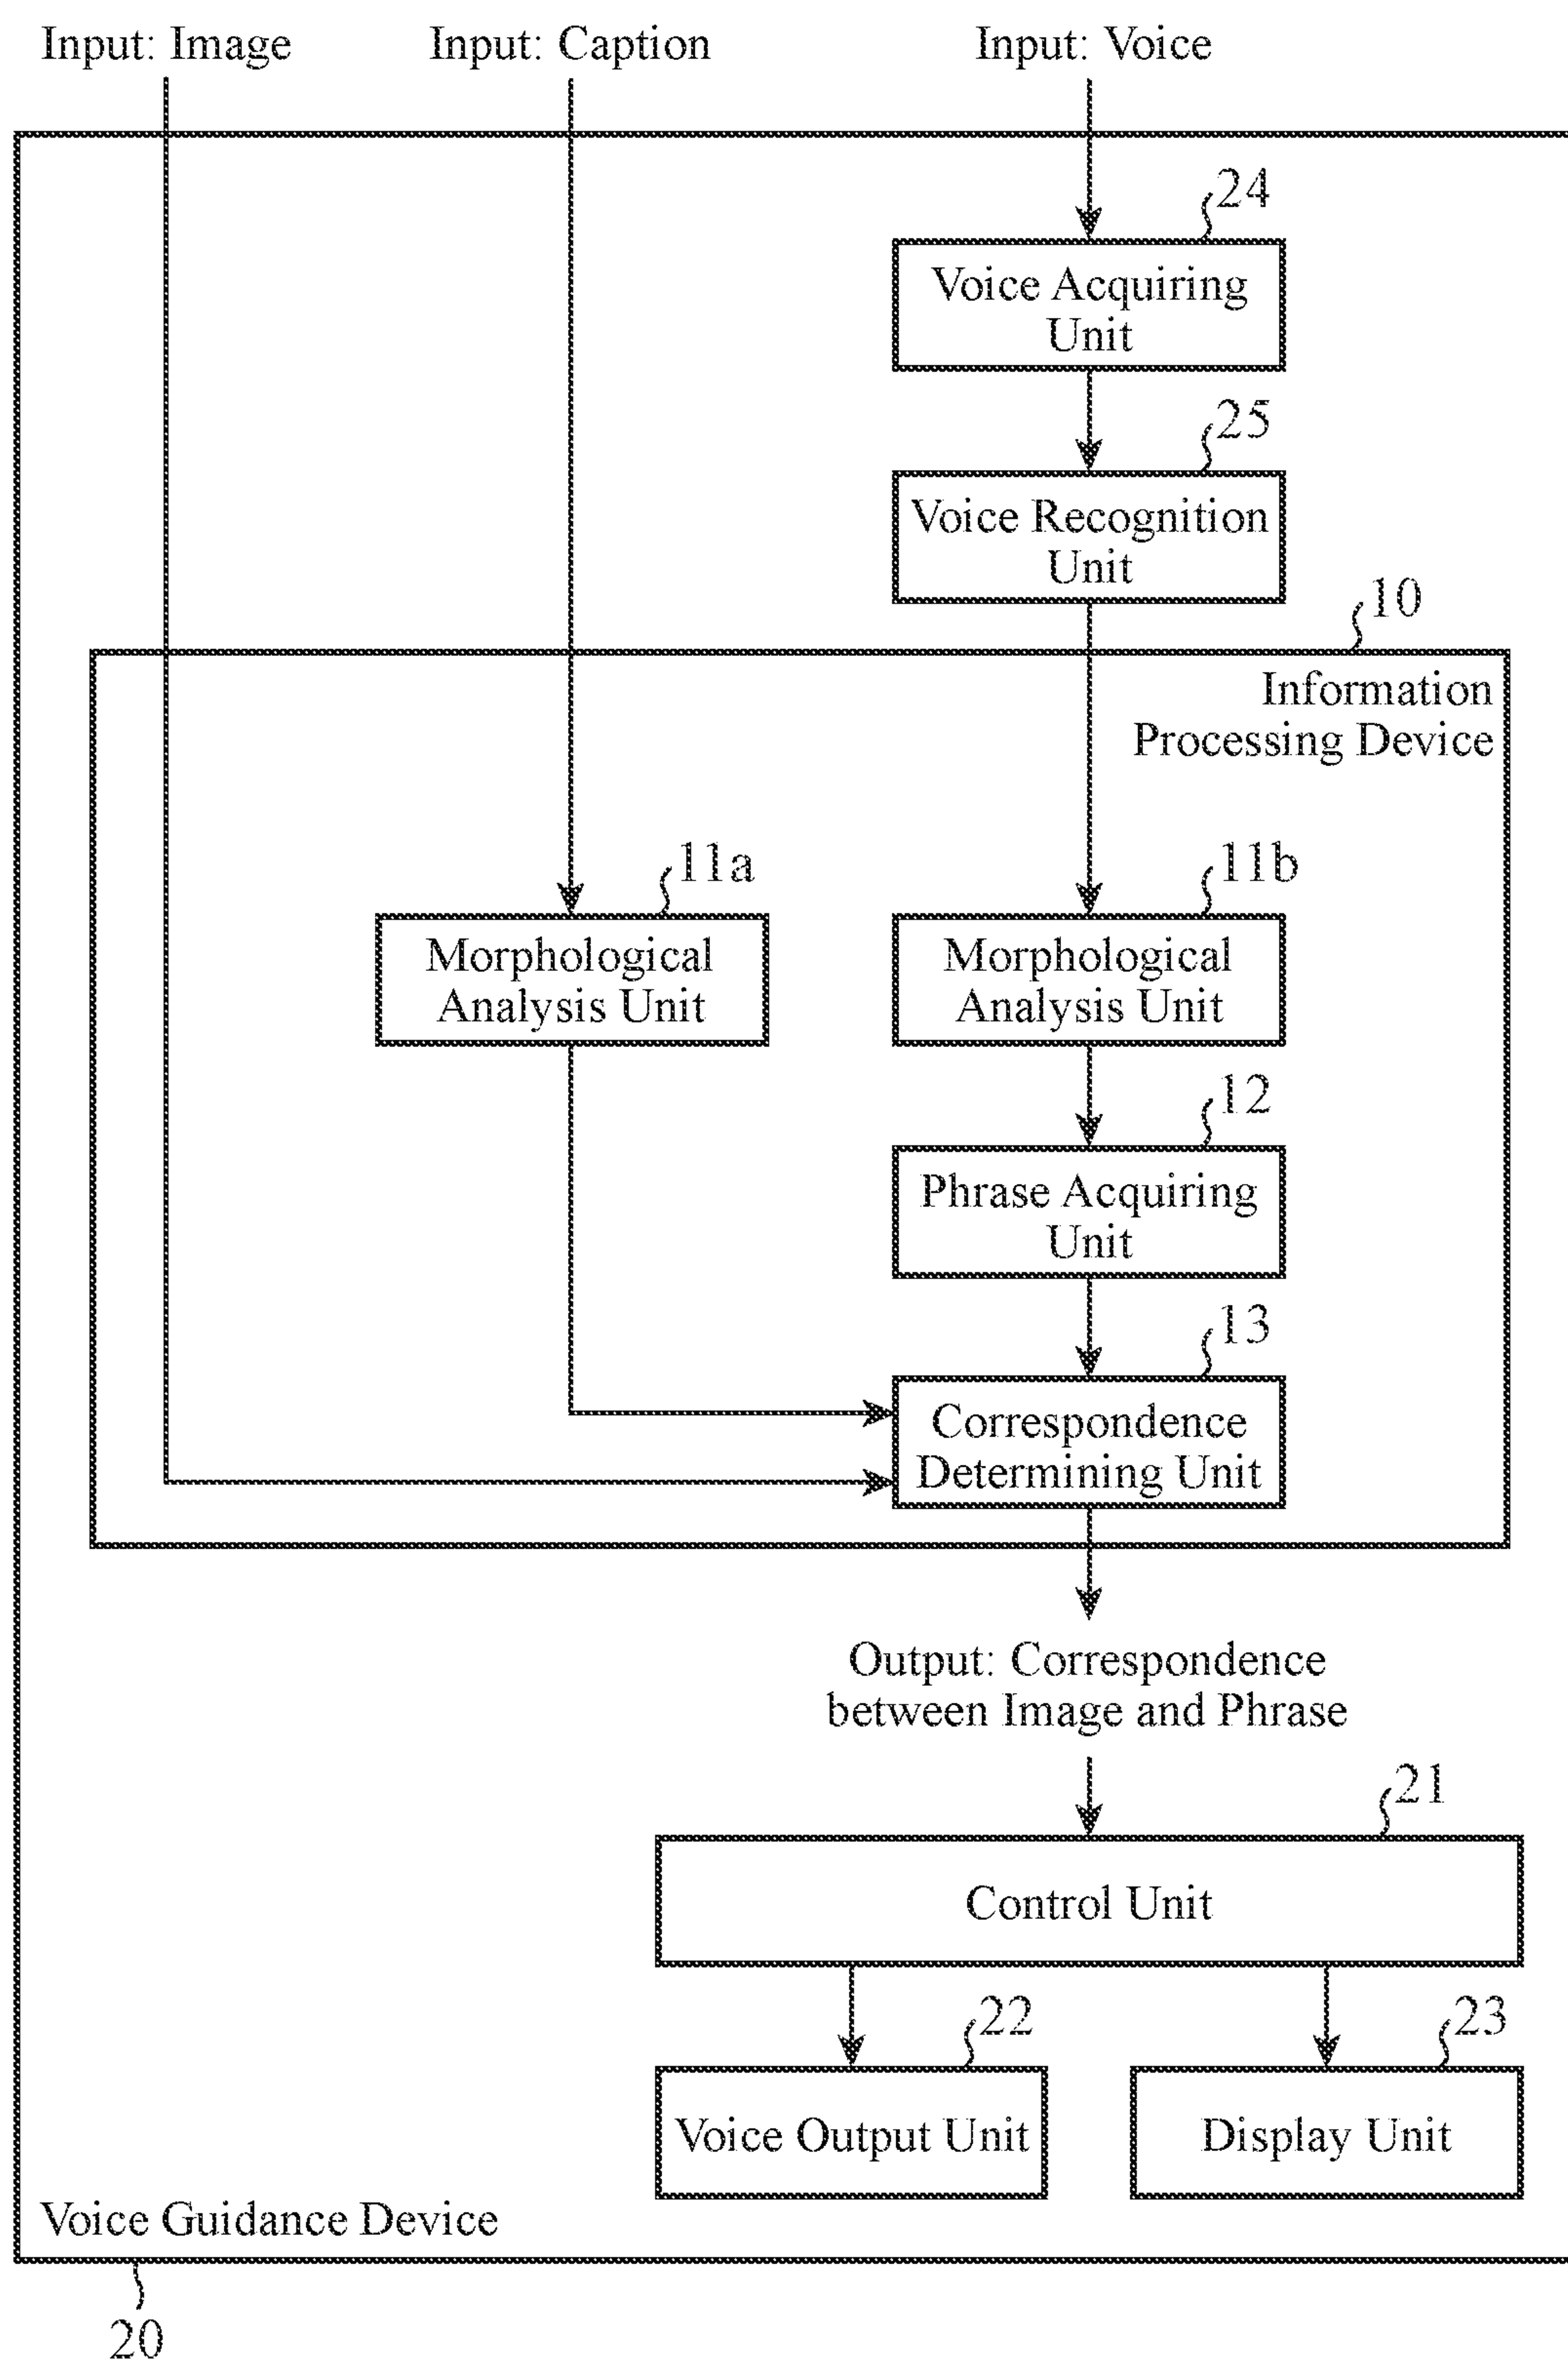 Input: Image
Input: Caption
Input: Voice
24
Voice Acquiring
Unit
25
Voice Recognition
Unit
10
Information
Processing Device
11a
Morphological
Analysis Unit
11b
Morphological
Analysis Unit
12
Phrase Acquiring
Unit
13
Correspondence
Determining Unit
Output: Correspondence
between Image and Phrase
21
Control Unit
22
Voice Output Unit
23
Display Unit
Voice Guidance Device
20